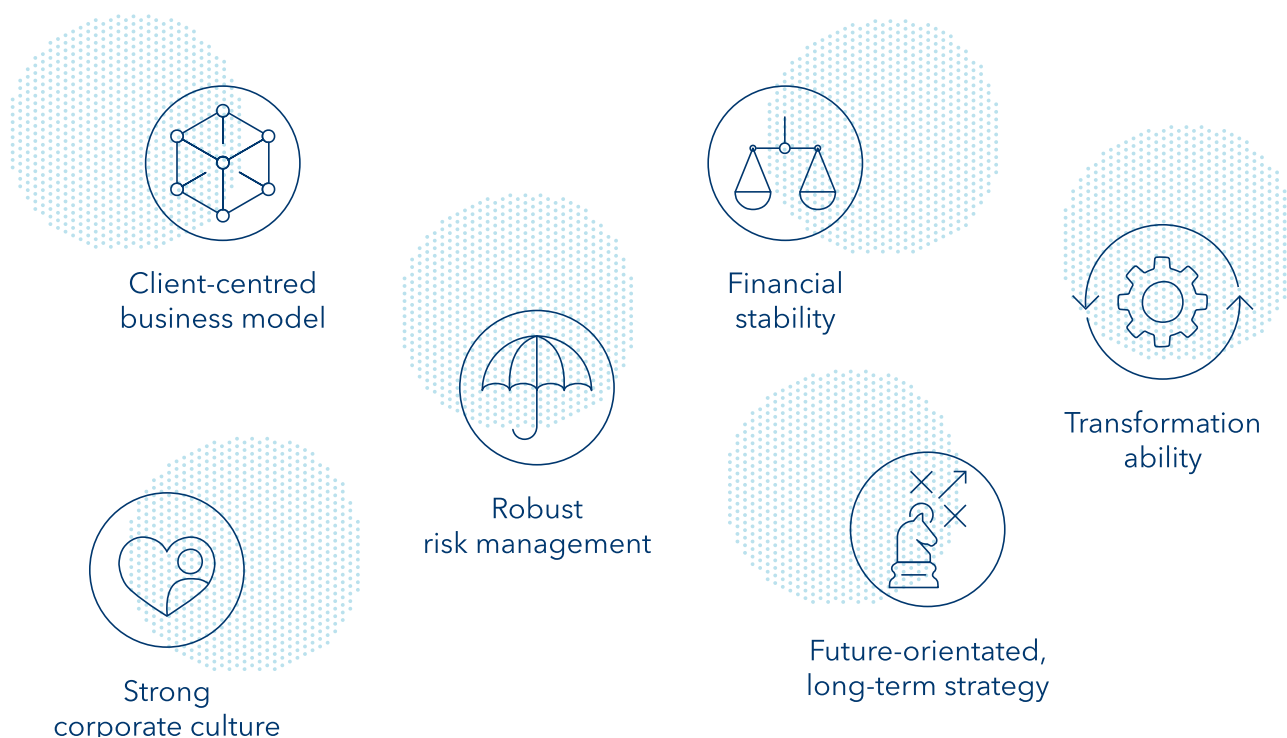 Client-centred
business model
Financial
stability
Transformation
ability
Robust
risk management
Future-orientated,
long-term strategy
Strong
corporate culture